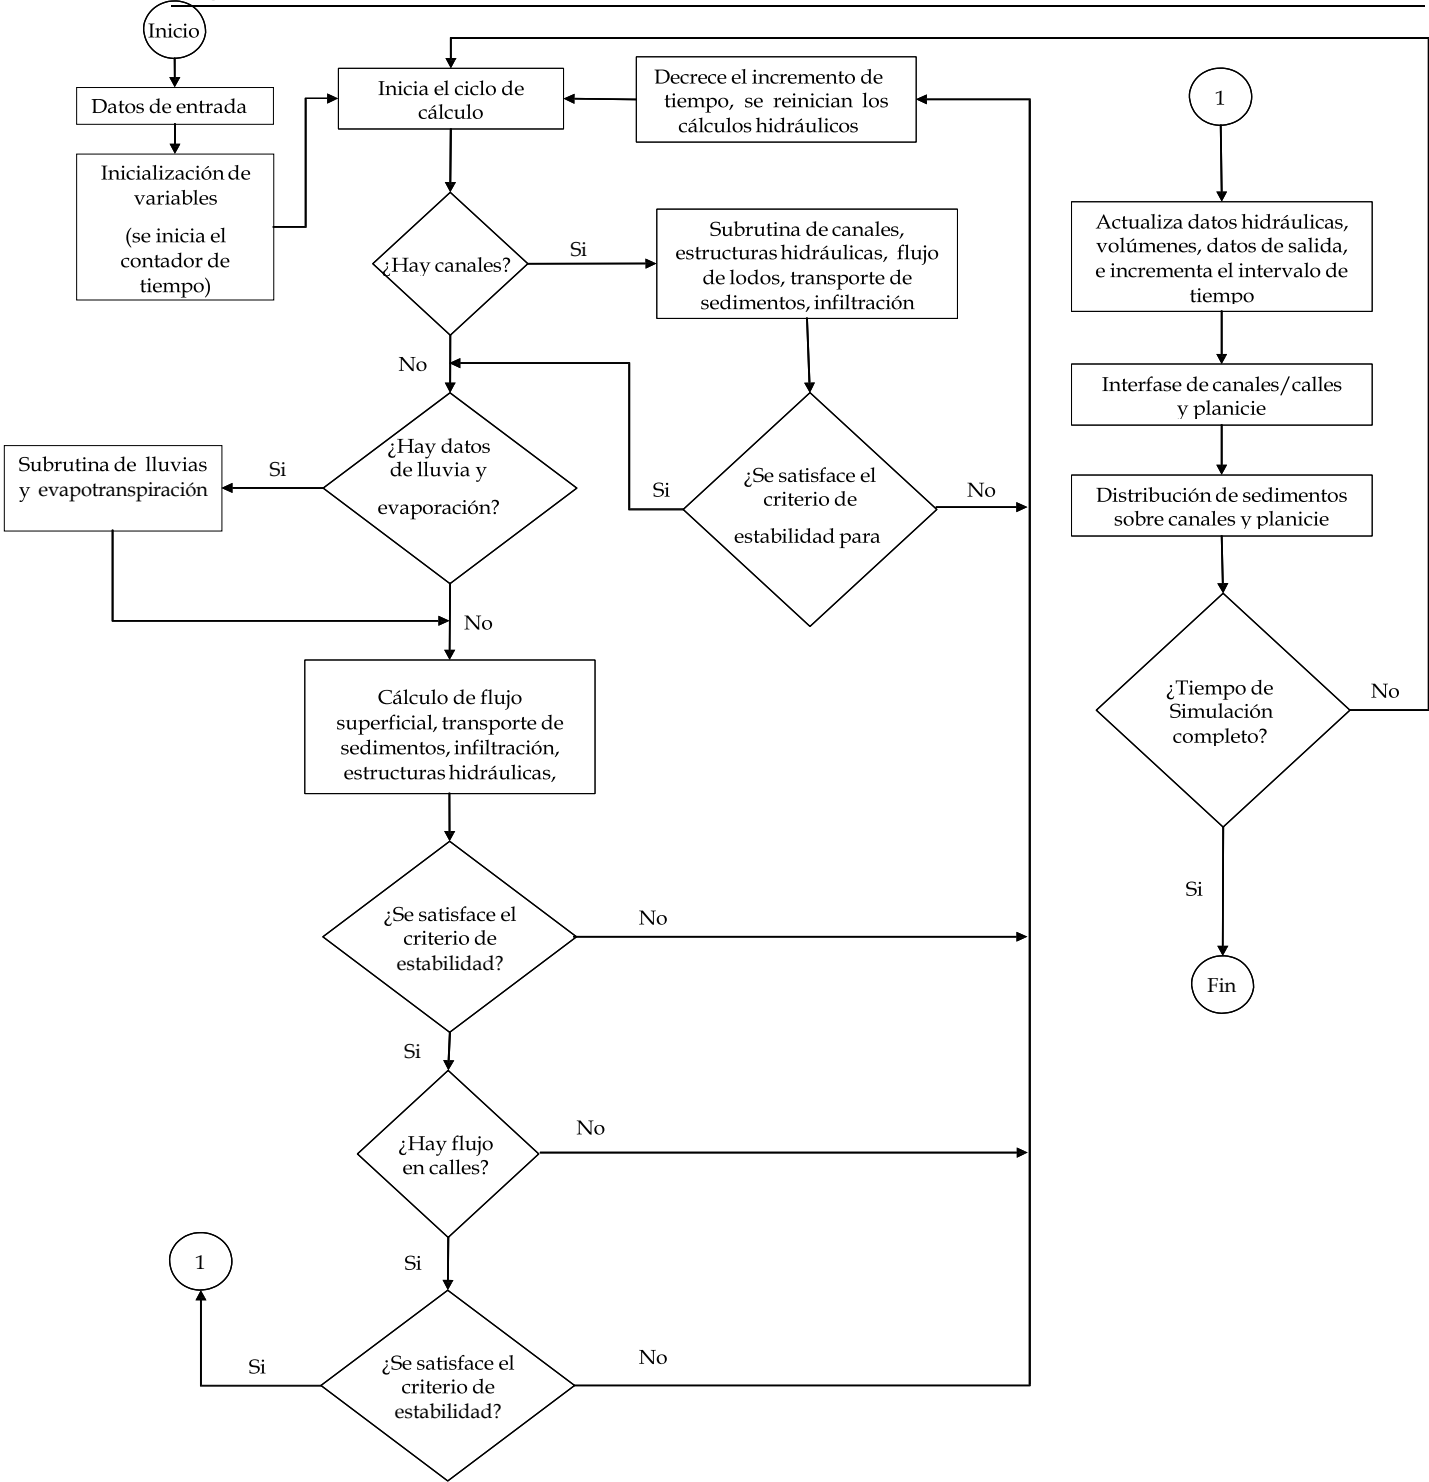 Inicio
Datos de entrada
Inicialización de
variables
(se inicia el
contador de
tiempo)
Inicia el ciclo de
cálculo
Decrece el incremento de
tiempo, se reinician los
cálculos hidráulicos
¿Hay canales?
Si
No
Subrutina de canales,
estructuras hidráulicas, flujo
de lodos, transporte de
sedimentos, infiltración
¿Se satisface el
criterio de
estabilidad para
Si
No
¿Hay datos
de lluvia y
evaporación?
Si
No
Subrutina de lluvias
y evapotranspiración
Cálculo de flujo
superficial, transporte de
sedimentos, infiltración,
estructuras hidráulicas,
¿Se satisface el
criterio de
estabilidad?
No
Si
¿Hay flujo
en calles?
No
Si
¿Se satisface el
criterio de
estabilidad?
No
Si
1
1
Actualiza datos hidráulicas,
volúmenes, datos de salida,
e incrementa el intervalo de
tiempo
Interfase de canales/calles
y planicie
Distribución de sedimentos
sobre canales y planicie
¿Tiempo de
Simulación
completo?
No
Si
Fin